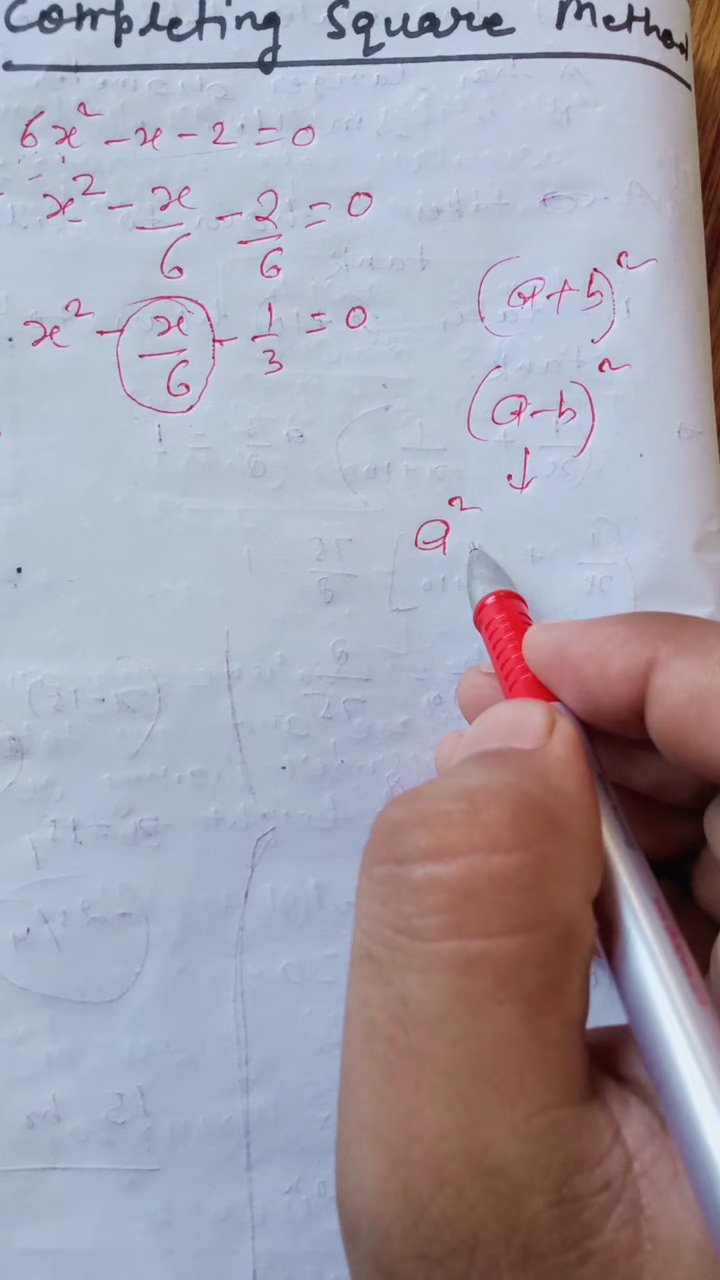 Completing Square Method
6x² - x - 2 = 0
x² - x/6 - 2/6 = 0
x² - x/6 - 1/3 = 0
(a+b)²
(a-b)²
↓
a²